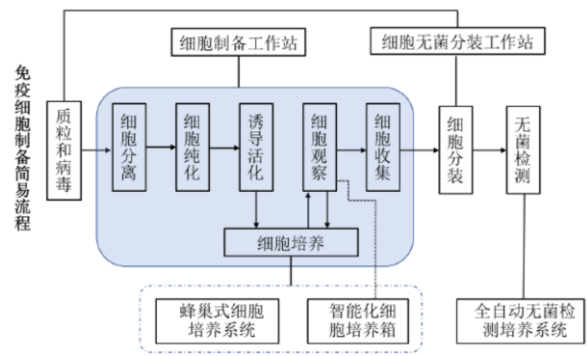 细胞制备工作站
细胞无菌分装工作站
免疫细胞制备简易流程
质粒和病毒
细胞分离
细胞纯化
诱导活化
细胞观察
细胞收集
细胞分装
无菌检测
细胞培养
蜂巢式细胞
培养系统
智能化细
胞培养箱
全自动无菌检
测培养系统